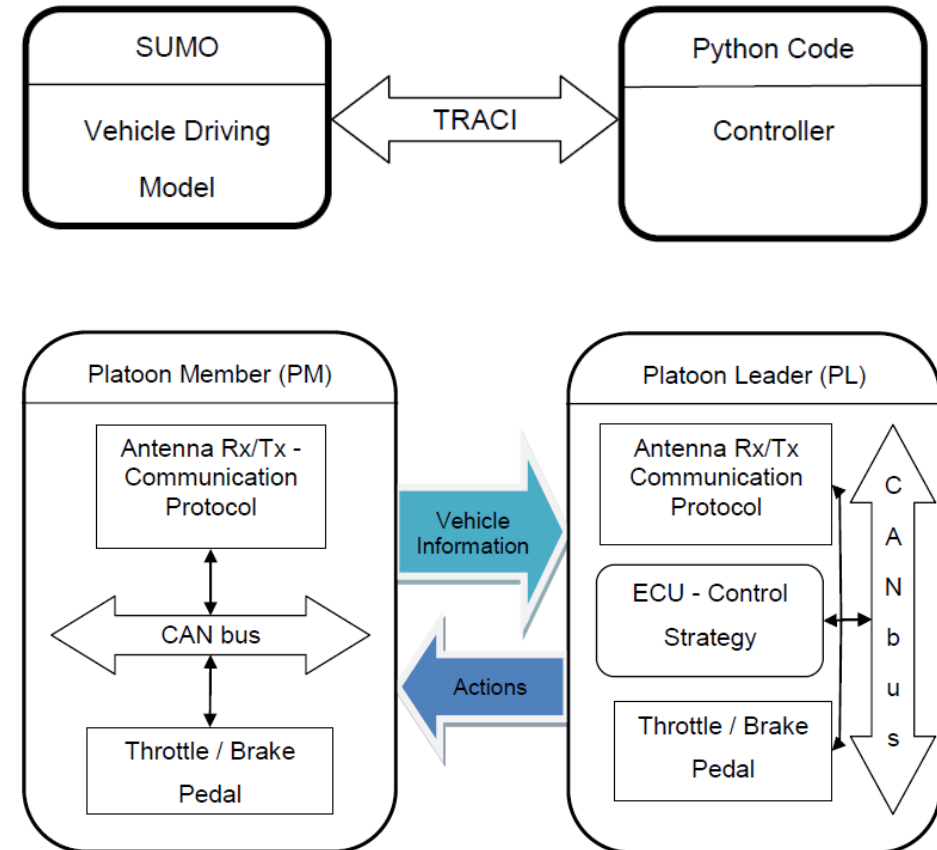 SUMO
Vehicle Driving
Model
TRACI
Python Code
Controller
Platoon Member (PM)
Antenna Rx/Tx -
Communication
Protocol
CAN bus
Throttle / Brake
Pedal
Vehicle
Information
Actions
Platoon Leader (PL)
Antenna Rx/Tx
Communication
Protocol
ECU - Control
Strategy
Throttle / Brake
Pedal
C
A
N
b
u
s